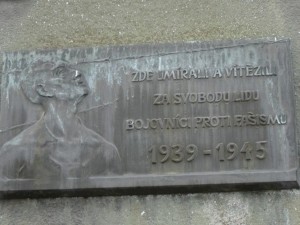 ZDE UMÍRALI A VÍTĚZILI
ZA SVOBODU LIDU
BOJOVNÍCI PROTI FAŠISMU
1939 - 1945